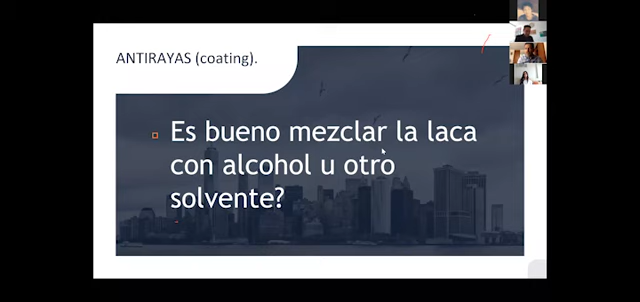 ANTIRAYAS (coating).
Es bueno mezclar la laca
con alcohol u otro
solvente?